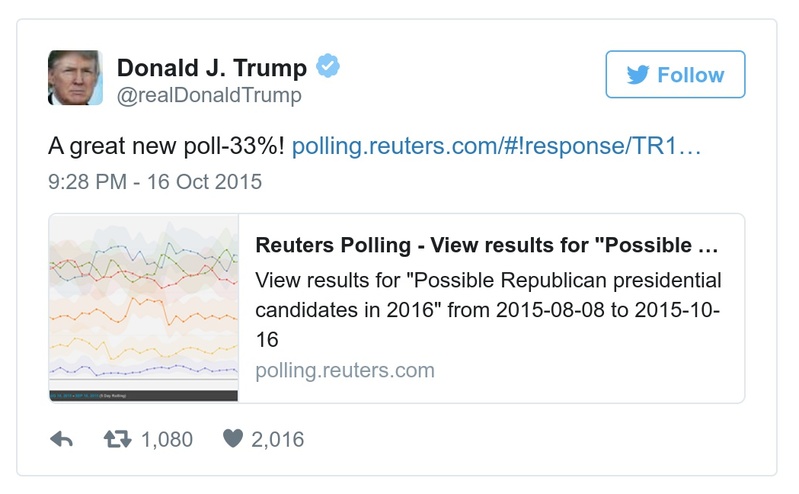 Donald J. Trump
@realDonaldTrump
Follow
A great new poll-33%! polling.reuters.com/#!response/TR1…
9:28 PM - 16 Oct 2015
Reuters Polling - View results for "Possible …
View results for "Possible Republican presidential
candidates in 2016" from 2015-08-08 to 2015-10-
16
polling.reuters.com
1,080
2,016